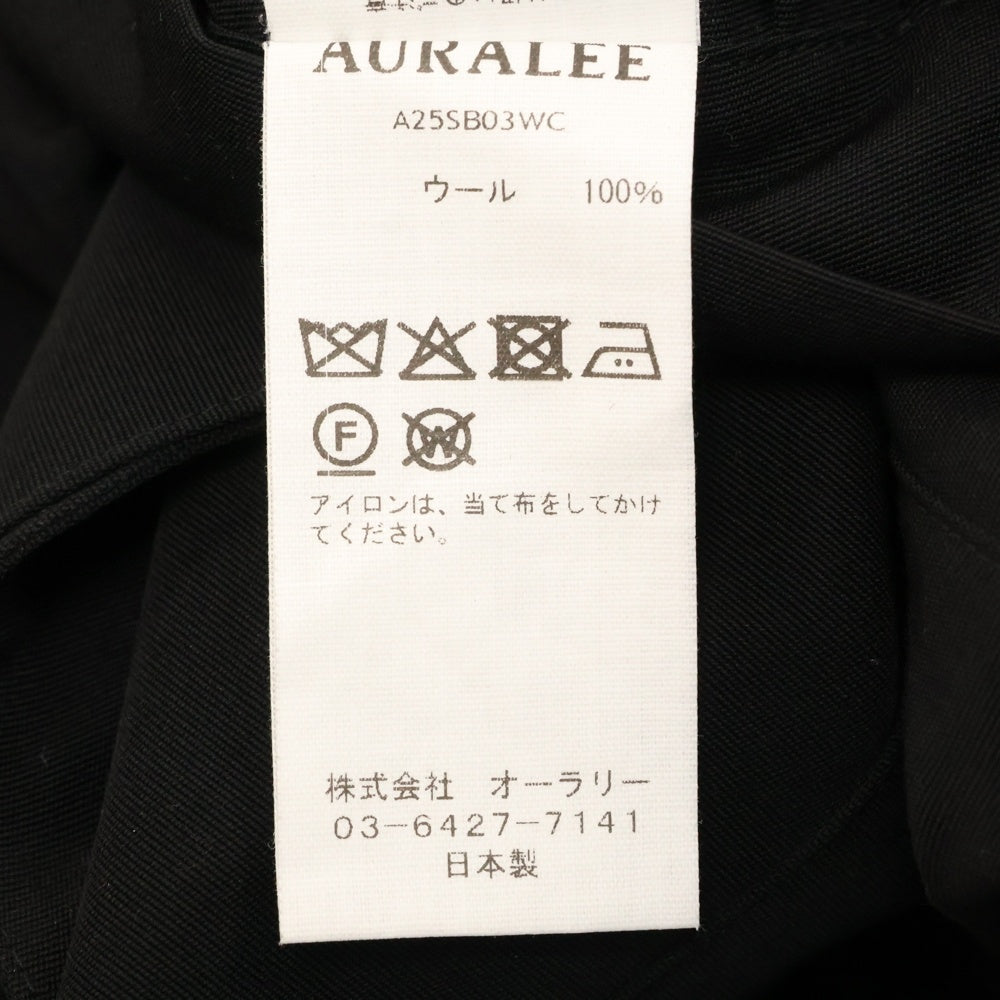 AURALEE
A25SB03WC
ウール 100%
F
W
アイロンは、当て布をしてかけ
てください。
株式会社 オーラリー
03-6427-7141
日本製